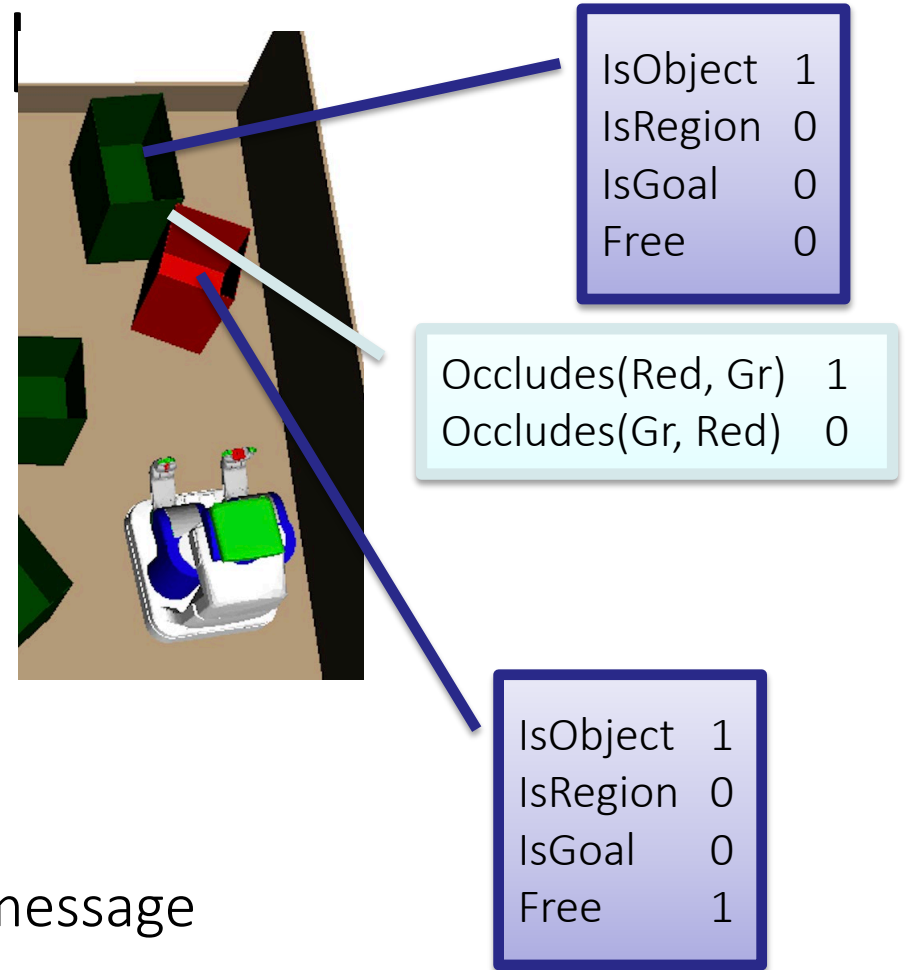 IsObject 1
IsRegion 0
IsGoal 0
Free 0
Occludes(Red, Gr) 1
Occludes(Gr, Red) 0
IsObject 1
IsRegion 0
IsGoal 0
Free 1
message